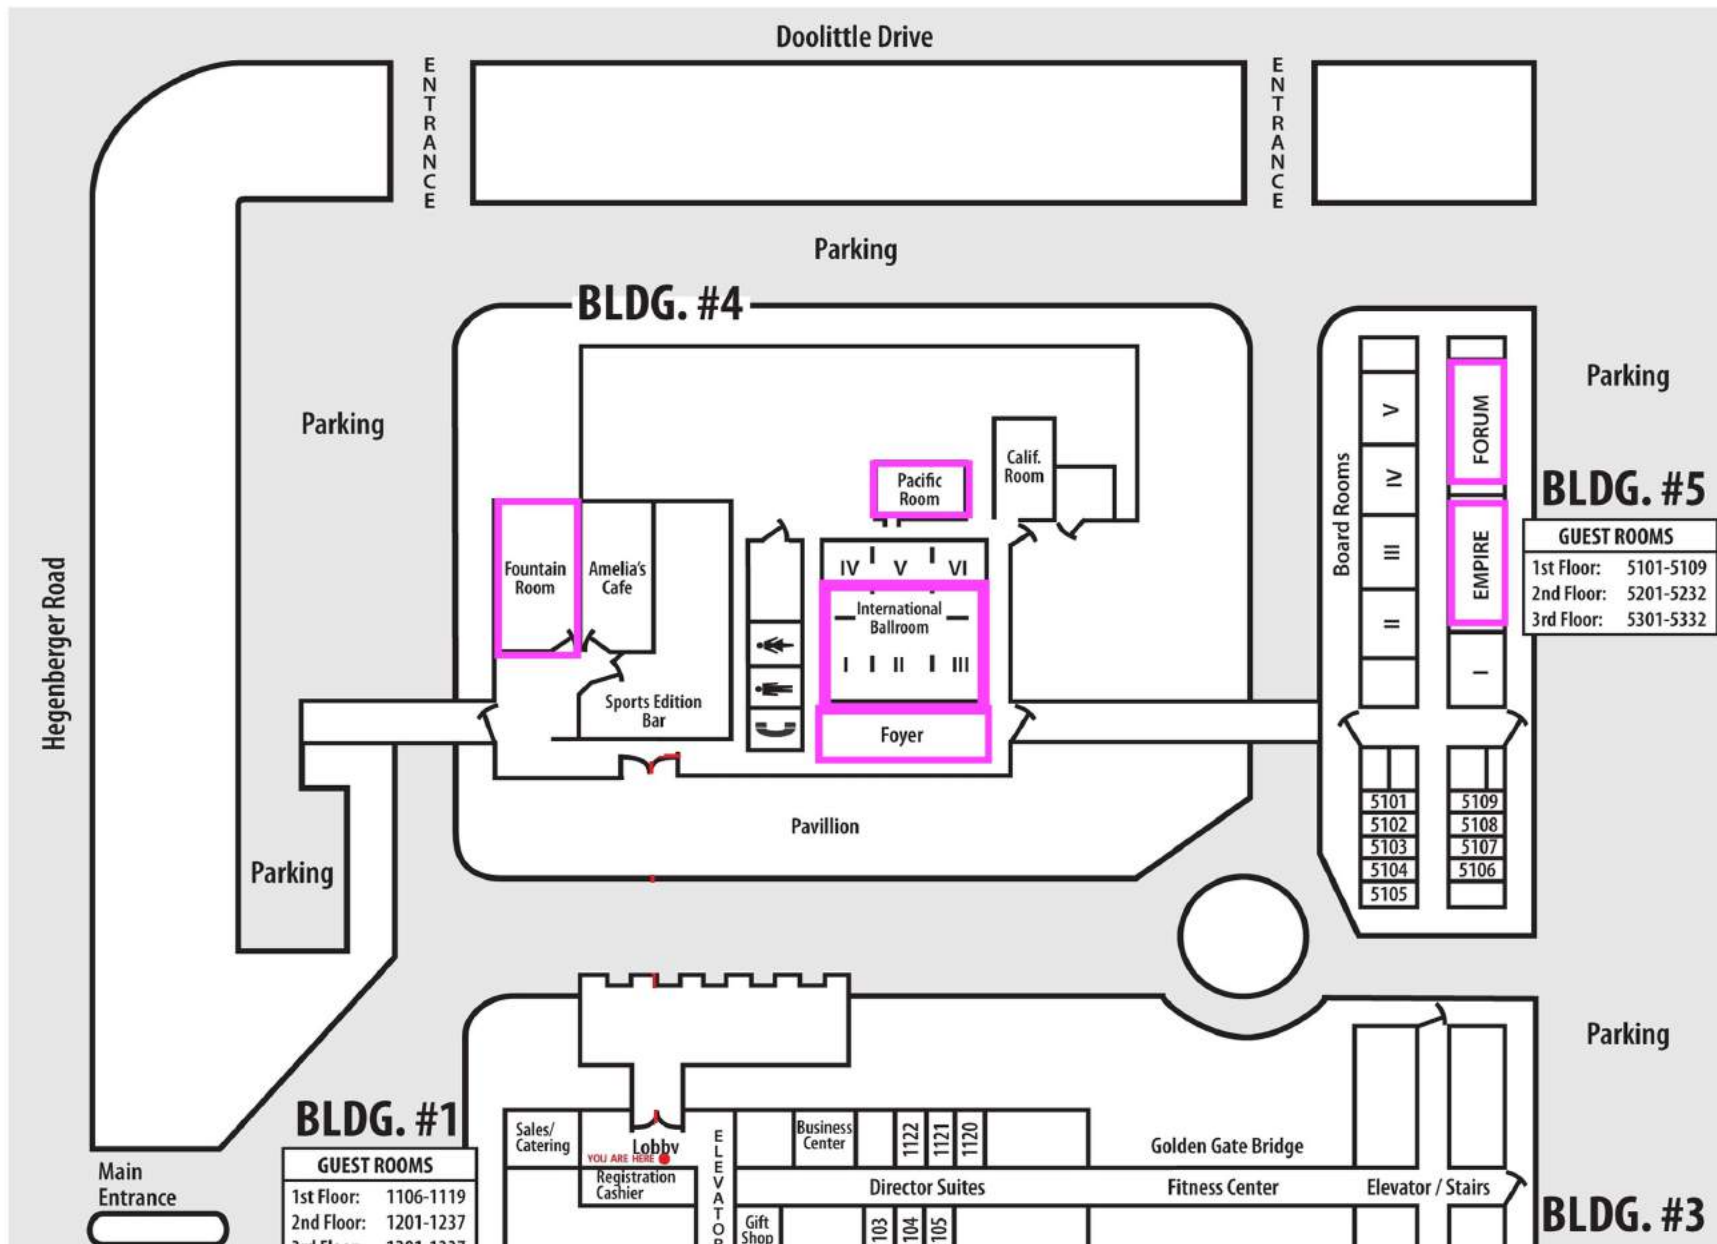 Doolittle Drive
ENTRANCE
ENTRANCE
Parking
BLDG. #4
Parking
Parking
Calif.
Room
Pacific
Room
Fountain
Room
Amelia's
Cafe
IV V VI
International
Ballroom
I II III
Sports Edition
Bar
Foyer
Pavillion
Board Rooms
V
IV
III
II
FORUM
EMPIRE
I
BLDG. #5
GUEST ROOMS
1st Floor: 5101-5109
2nd Floor: 5201-5232
3rd Floor: 5301-5332
5101
5102
5103
5104
5105
5109
5108
5107
5106
Hegenberger Road
Parking
Parking
BLDG. #1
GUEST ROOMS
1st Floor: 1106-1119
2nd Floor: 1201-1237
Main
Entrance
Sales/
Catering
Lobby
YOU ARE HERE
Registration
Cashier
ELEVATOR
Business
Center
1122
1121
1120
Golden Gate Bridge
Director Suites
Fitness Center
Elevator / Stairs
Gift
Shop
103
104
105
BLDG. #3